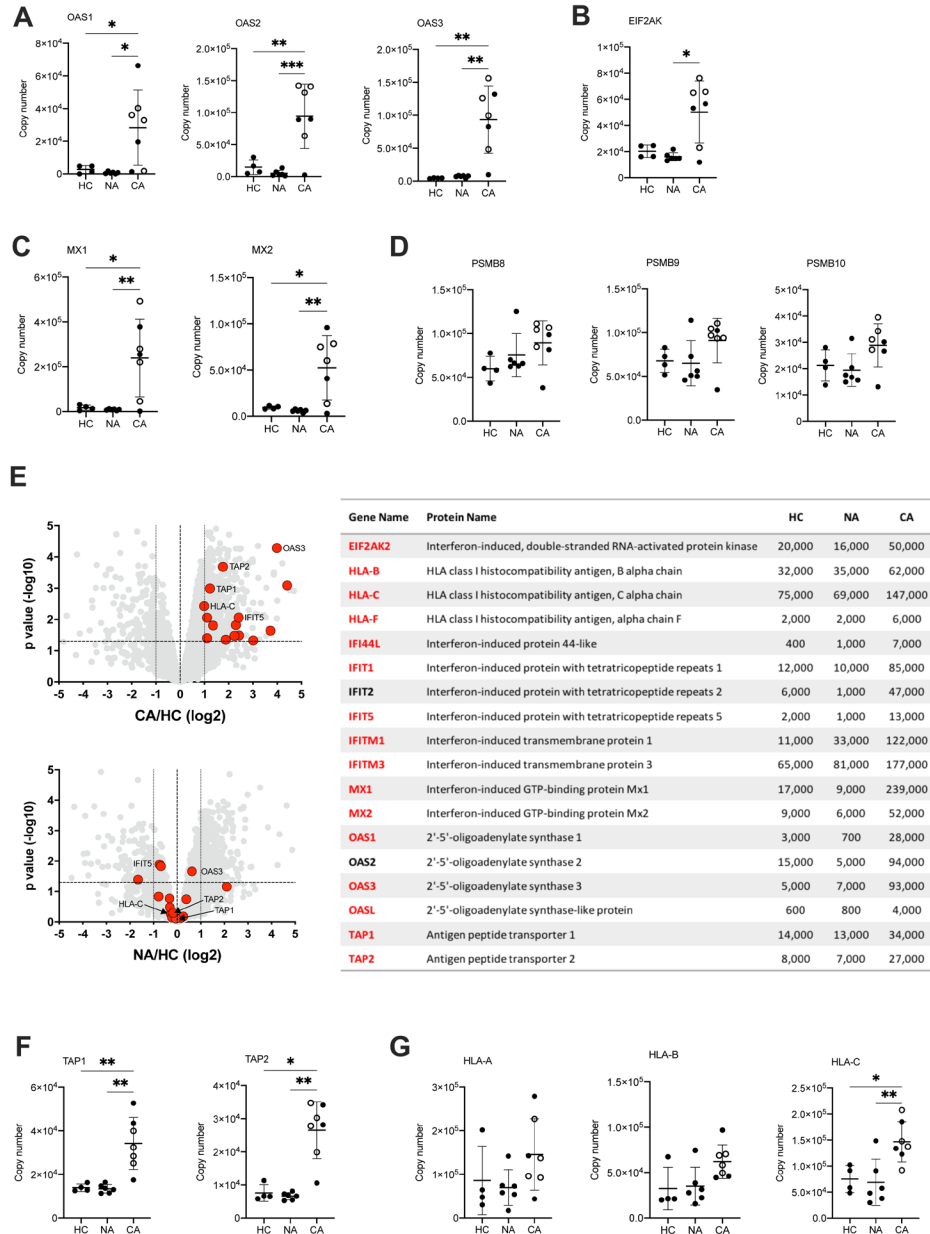 A
OAS1
Copy number
8×10⁴
6×10⁴
4×10⁴
2×10⁴
0
*
*
HC NA CA
OAS2
Copy number
2.0×10⁵
1.5×10⁵
1.0×10⁵
5.0×10⁴
0.0
**
***
HC NA CA
OAS3
Copy number
2.0×10⁵
1.5×10⁵
1.0×10⁵
5.0×10⁴
0.0
**
**
HC NA CA
B
EIF2AK
Copy number
1×10⁵
8×10⁴
6×10⁴
4×10⁴
2×10⁴
0
*
HC NA CA
C
MX1
Copy number
6×10⁵
4×10⁵
2×10⁵
0
*
**
HC NA CA
MX2
Copy number
1.5×10⁵
1.0×10⁵
5.0×10⁴
0.0
*
**
HC NA CA
D
PSMB8
Copy number
1.5×10⁵
1.0×10⁵
5.0×10⁴
0.0
HC NA CA
PSMB9
Copy number
1.5×10⁵
1.0×10⁵
5.0×10⁴
0.0
HC NA CA
PSMB10
Copy number
5×10⁴
4×10⁴
3×10⁴
2×10⁴
1×10⁴
0
HC NA CA
E
p value (-log10)
5
4
3
2
1
0
OAS3
TAP2
TAP1
HLA-C
IFIT5
-5 -4 -3 -2 -1 0 1 2 3 4 5
CA/HC (log2)
p value (-log10)
5
4
3
2
1
0
IFIT5
OAS3
HLA-C
TAP2
TAP1
-5 -4 -3 -2 -1 0 1 2 3 4 5
NA/HC (log2)
Gene Name Protein Name HC NA CA
EIF2AK2 Interferon-induced, double-stranded RNA-activated protein kinase 20,000 16,000 50,000
HLA-B HLA class I histocompatibility antigen, B alpha chain 32,000 35,000 62,000
HLA-C HLA class I histocompatibility antigen, C alpha chain 75,000 69,000 147,000
HLA-F HLA class I histocompatibility antigen, alpha chain F 2,000 2,000 6,000
IFI44L Interferon-induced protein 44-like 400 1,000 7,000
IFIT1 Interferon-induced protein with tetratricopeptide repeats 1 12,000 10,000 85,000
IFIT2 Interferon-induced protein with tetratricopeptide repeats 2 6,000 1,000 47,000
IFIT5 Interferon-induced protein with tetratricopeptide repeats 5 2,000 1,000 13,000
IFITM1 Interferon-induced transmembrane protein 1 11,000 33,000 122,000
IFITM3 Interferon-induced transmembrane protein 3 65,000 81,000 177,000
MX1 Interferon-induced GTP-binding protein Mx1 17,000 9,000 239,000
MX2 Interferon-induced GTP-binding protein Mx2 9,000 6,000 52,000
OAS1 2'-5'-oligoadenylate synthase 1 3,000 700 28,000
OAS2 2'-5'-oligoadenylate synthase 2 15,000 5,000 94,000
OAS3 2'-5'-oligoadenylate synthase 3 5,000 7,000 93,000
OASL 2'-5'-oligoadenylate synthase-like protein 600 800 4,000
TAP1 Antigen peptide transporter 1 14,000 13,000 34,000
TAP2 Antigen peptide transporter 2 8,000 7,000 27,000
F
TAP1
Copy number
6×10⁴
4×10⁴
2×10⁴
0
**
**
HC NA CA
TAP2
Copy number
4×10⁴
3×10⁴
2×10⁴
1×10⁴
0
*
**
HC NA CA
G
HLA-A
Copy number
3×10⁵
2×10⁵
1×10⁵
0
HC NA CA
HLA-B
Copy number
1.5×10⁵
1.0×10⁵
5.0×10⁴
0.0
HC NA CA
HLA-C
Copy number
2.5×10⁵
2.0×10⁵
1.5×10⁵
1.0×10⁵
5.0×10⁴
0.0
*
**
HC NA CA